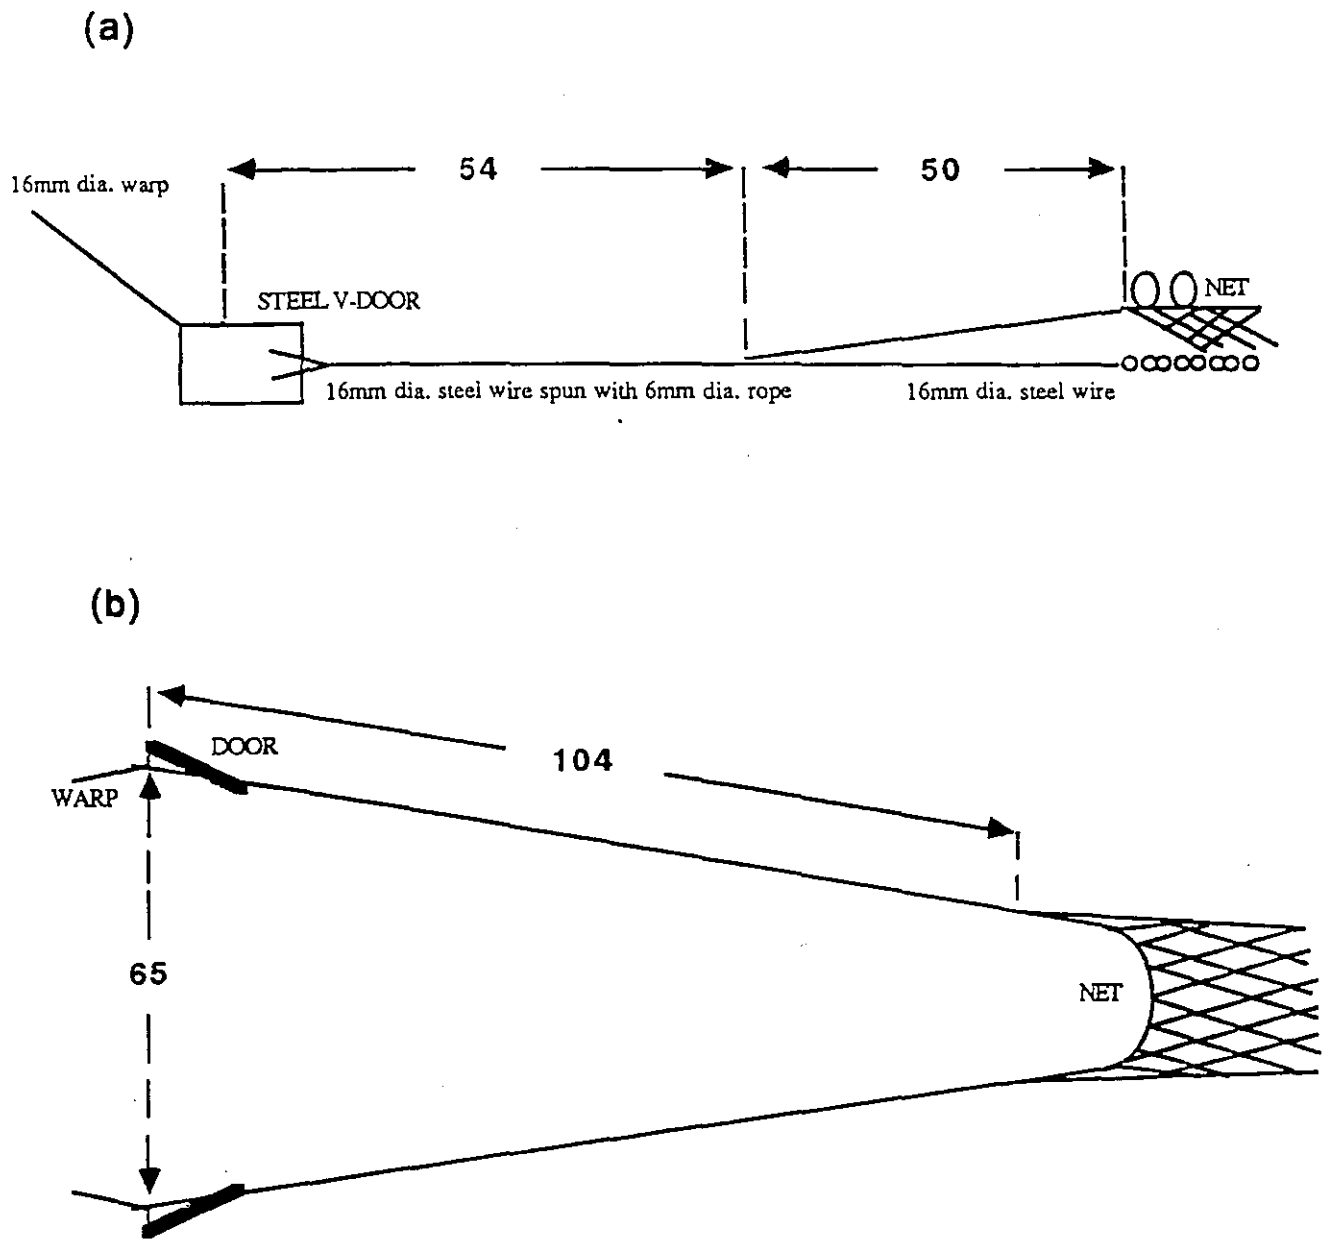 (a)
54
50
16mm dia. warp
STEEL V-DOOR
NET
16mm dia. steel wire spun with 6mm dia. rope
16mm dia. steel wire
(b)
DOOR
104
WARP
65
NET